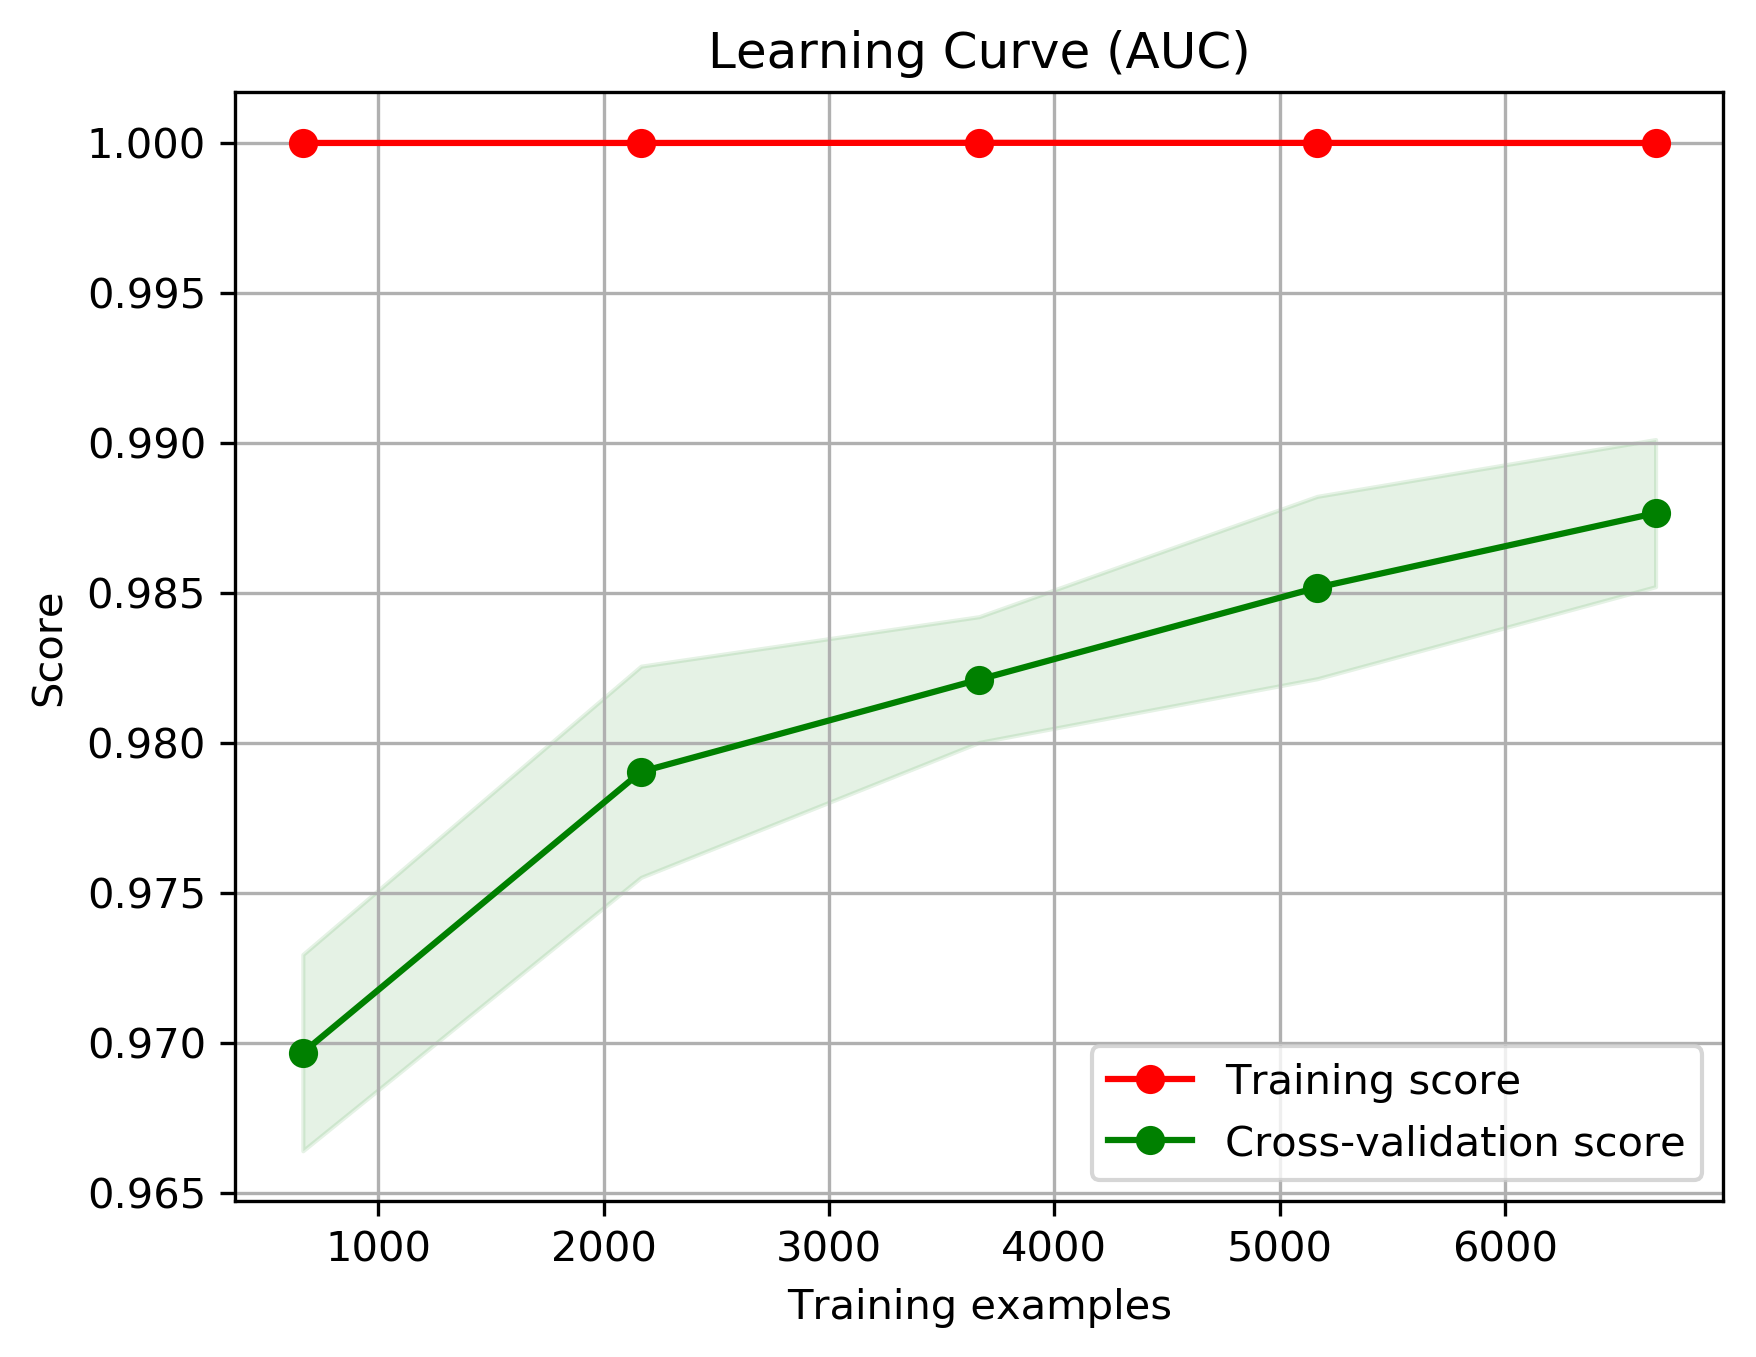 Learning Curve (AUC)
1.000
0.995
0.990
0.985
0.980
0.975
0.970
0.965
Score
Training score
Cross-validation score
1000 2000 3000 4000 5000 6000
Training examples